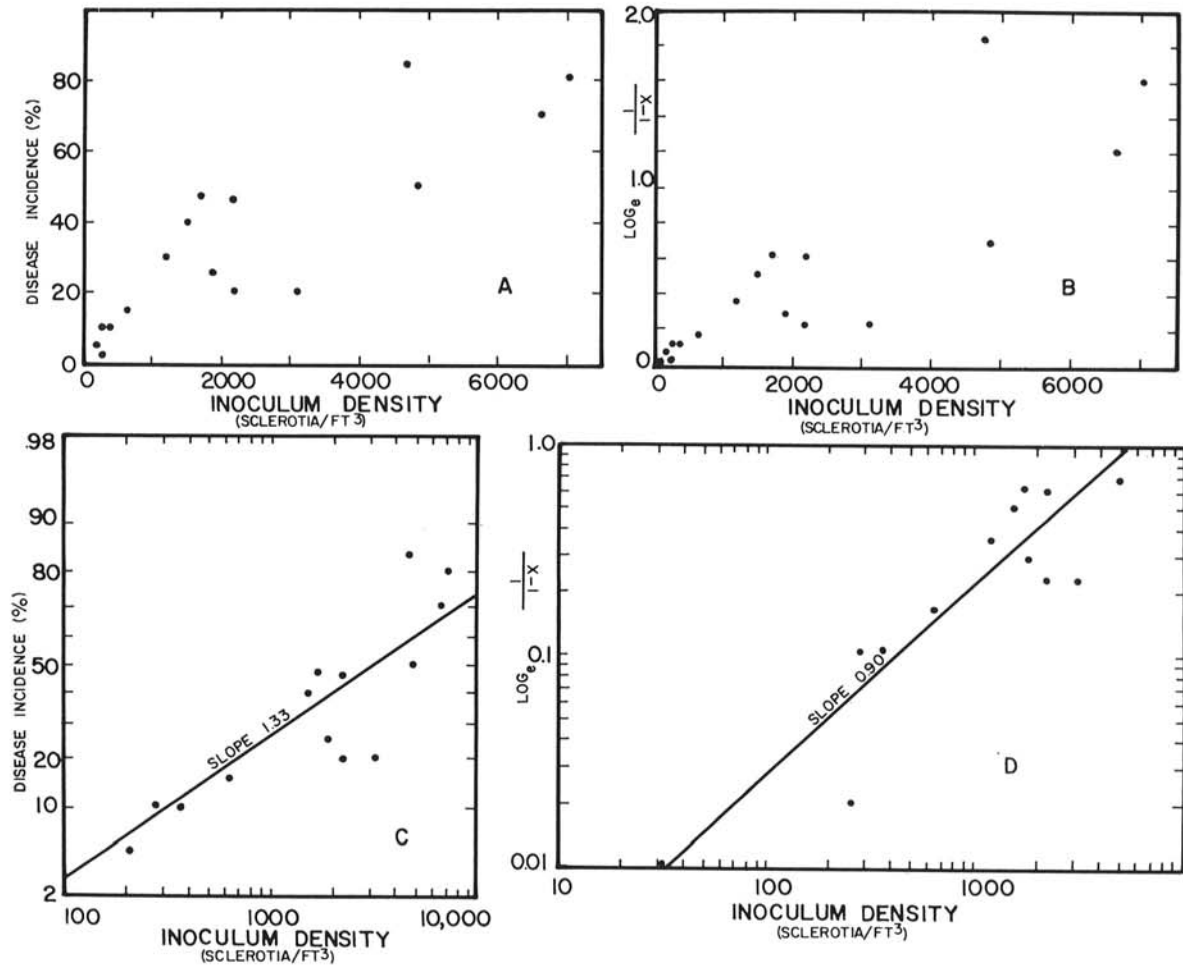 DISEASE INCIDENCE (%)
80
60
40
20
0
A
0 2000 4000 6000
INOCULUM DENSITY
(SCLEROTIA/FT³)
LOGe 1/1-X
2.0
1.0
0
B
0 2000 4000 6000
INOCULUM DENSITY
(SCLEROTIA/FT³)
DISEASE INCIDENCE (%)
.98
90
80
50
20
10
2
SLOPE 1.33
C
100 1000 10,000
INOCULUM DENSITY
(SCLEROTIA/FT³)
LOGe 1/1-X
1.0
0.1
0.01
SLOPE 0.90
D
10 100 1000
INOCULUM DENSITY
(SCLEROTIA/FT³)